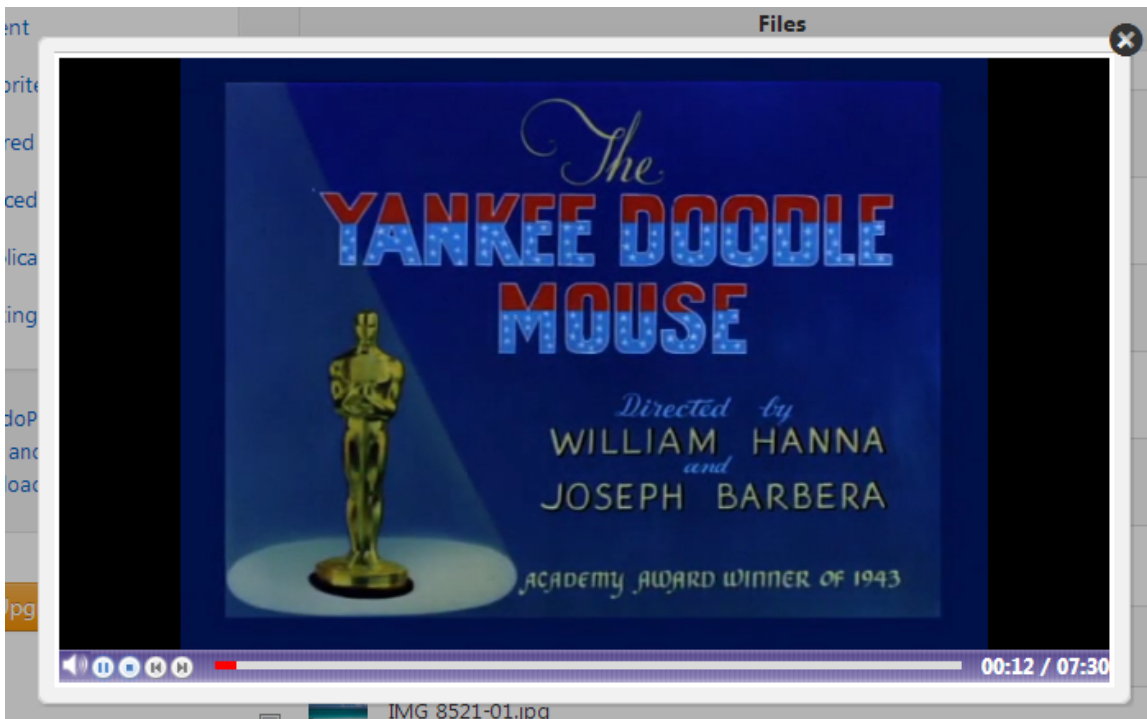 Files
The
YANKEE DOODLE
MOUSE
Directed by
WILLIAM HANNA
and
JOSEPH BARBERA
ACADEMY AWARD WINNER OF 1943
00:12 / 07:30
IMG 8521-01.jpg